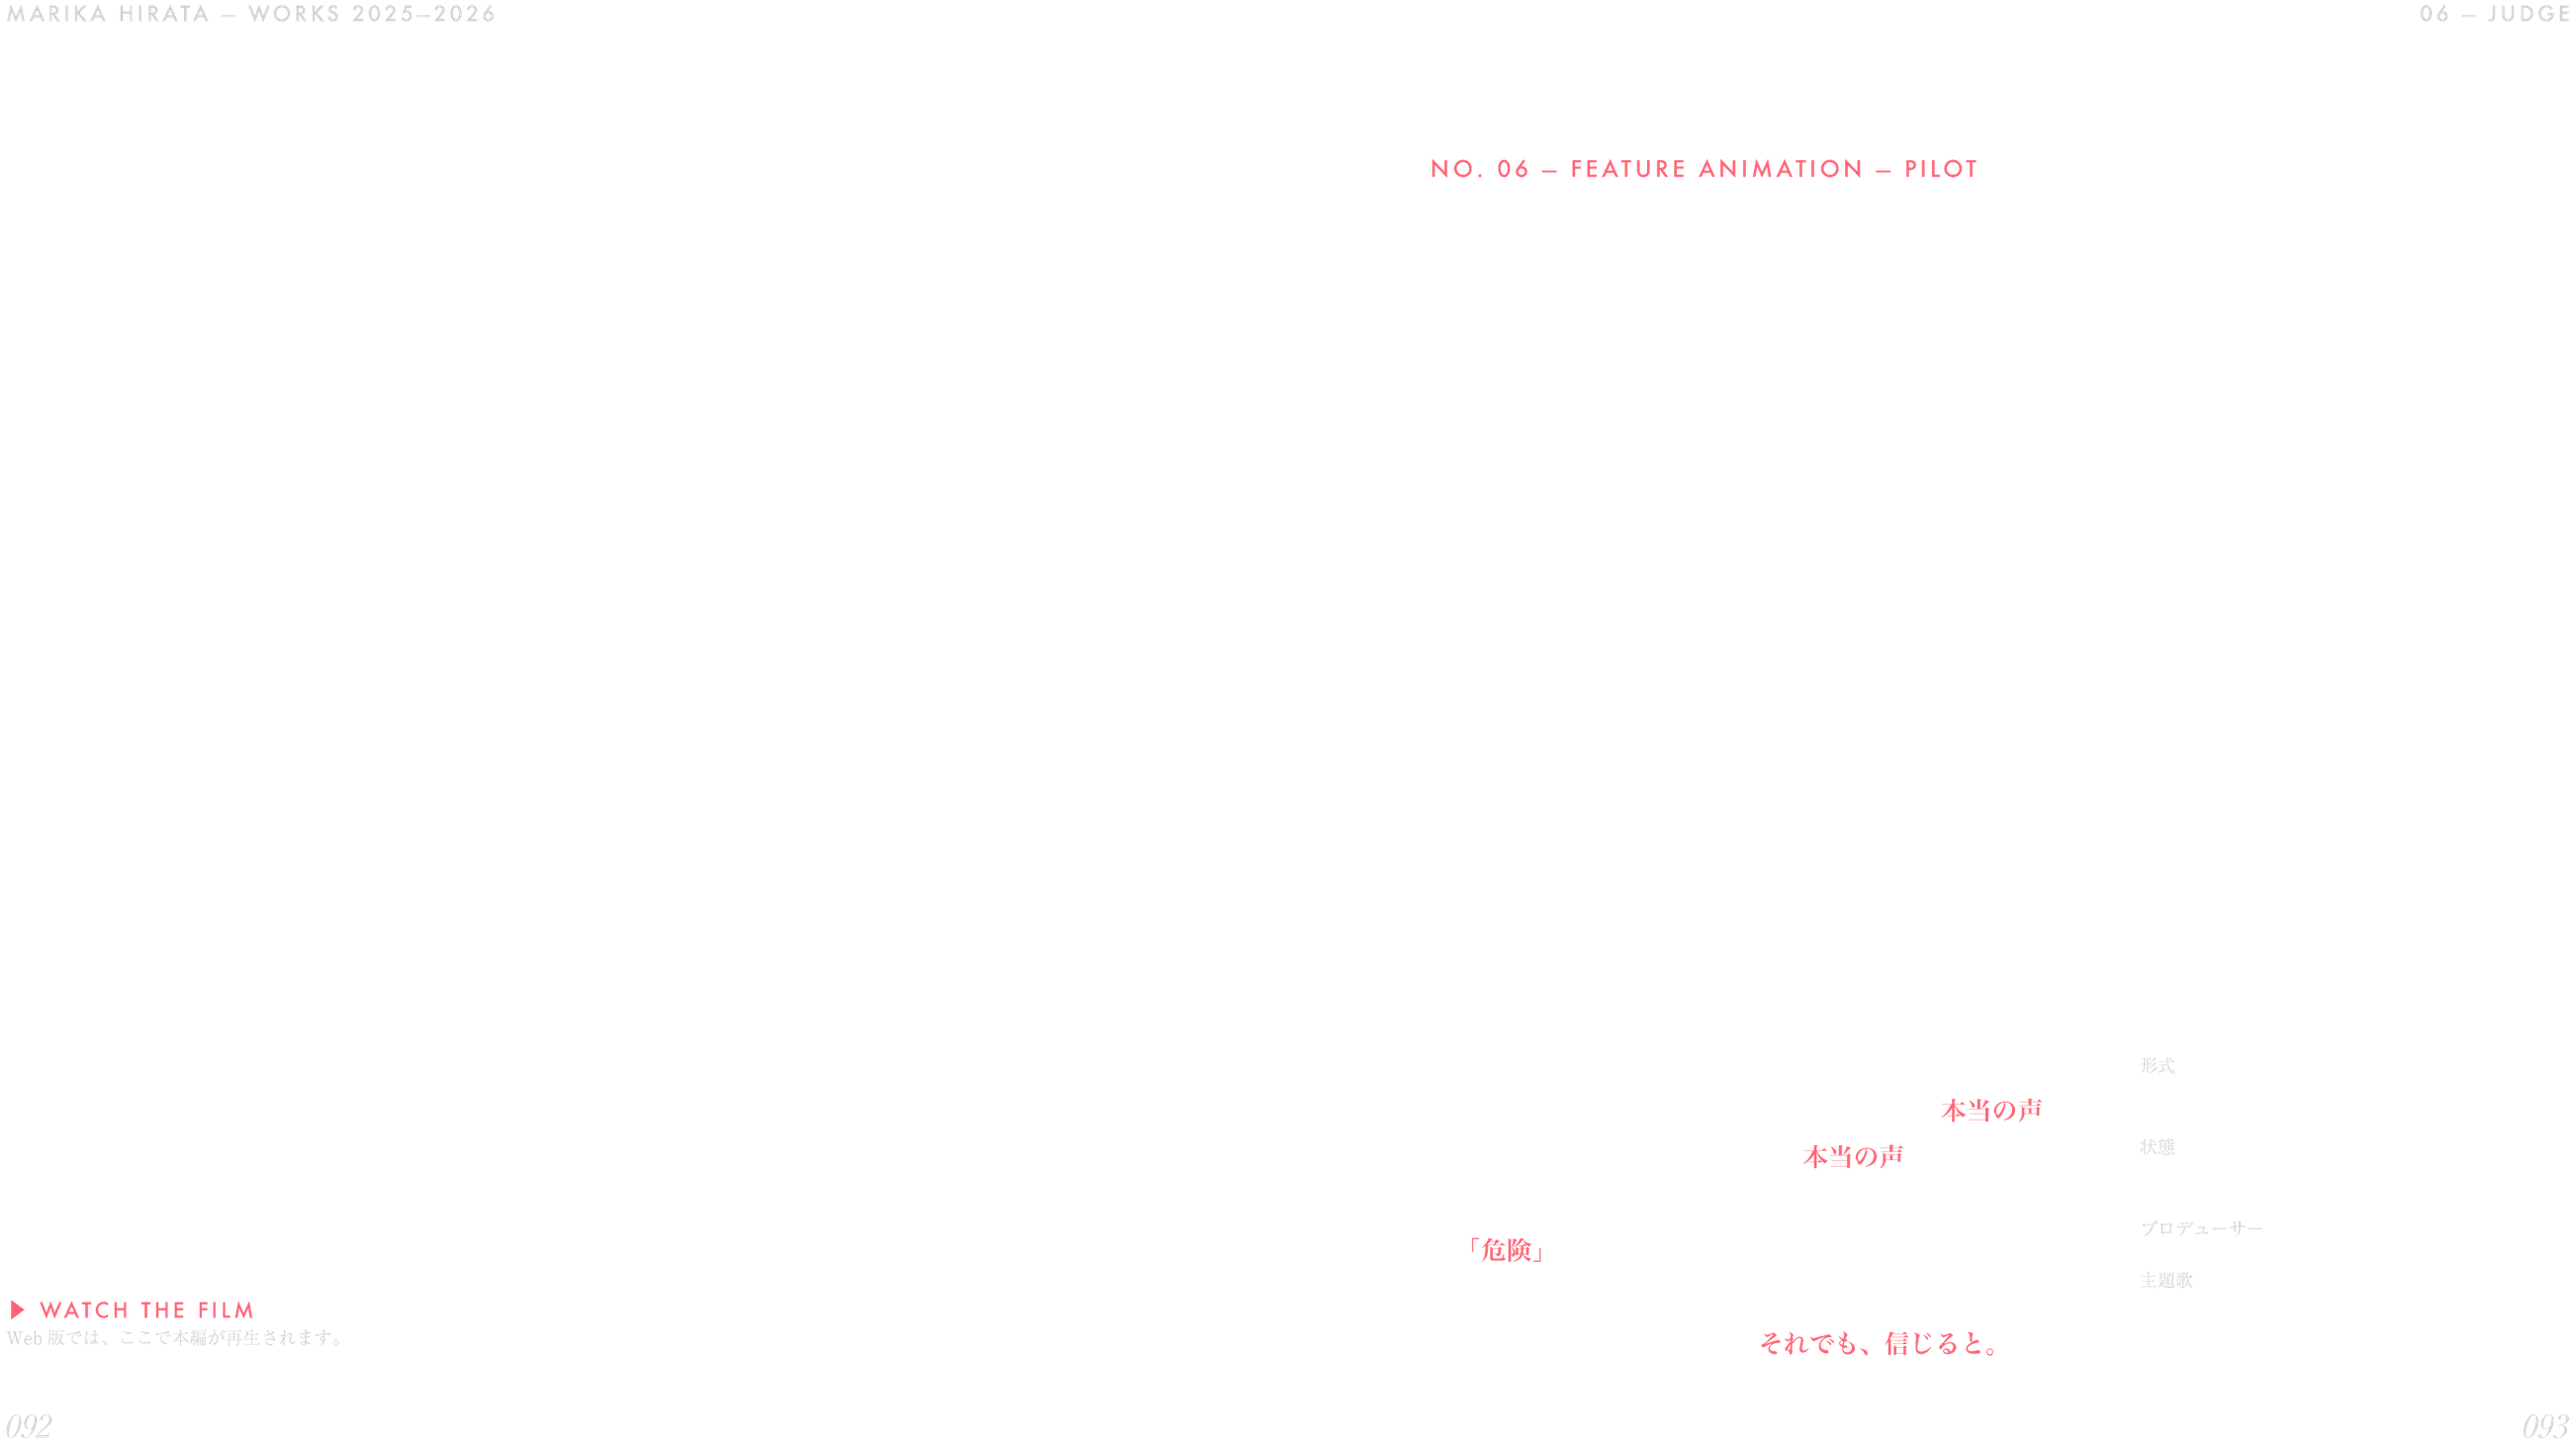 MARIKA HIRATA — WORKS 2025—2026
06 — JUDGE
NO. 06 — FEATURE ANIMATION — PILOT
形式
本当の声
状態
本当の声
プロデューサー
「危険」
主題歌
▶ WATCH THE FILM
Web 版では、ここで本編が再生されます。
それでも、信じると。
092
093